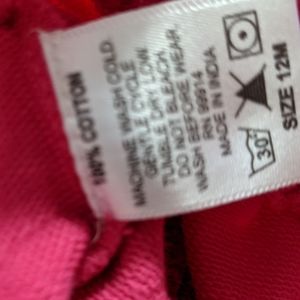 100% COTTON
MACHINE WASH COLD
GENTLE CYCLE
TUMBLE DRY LOW
DO NOT BLEACH
WASH BEFORE WEAR
RN 99914
MADE IN INDIA
30°
SIZE 12M